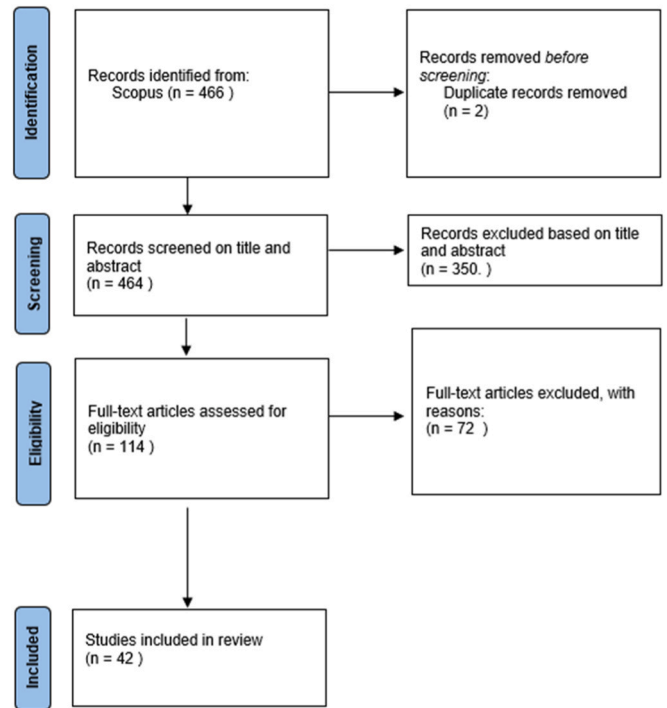 Identification
Records identified from:
Scopus (n = 466 )
Records removed before
screening:
Duplicate records removed
(n = 2)
Screening
Records screened on title and
abstract
(n = 464 )
Records excluded based on title
and abstract
(n = 350. )
Eligibility
Full-text articles assessed for
eligibility
(n = 114 )
Full-text articles excluded, with
reasons:
(n = 72 )
Included
Studies included in review
(n = 42 )